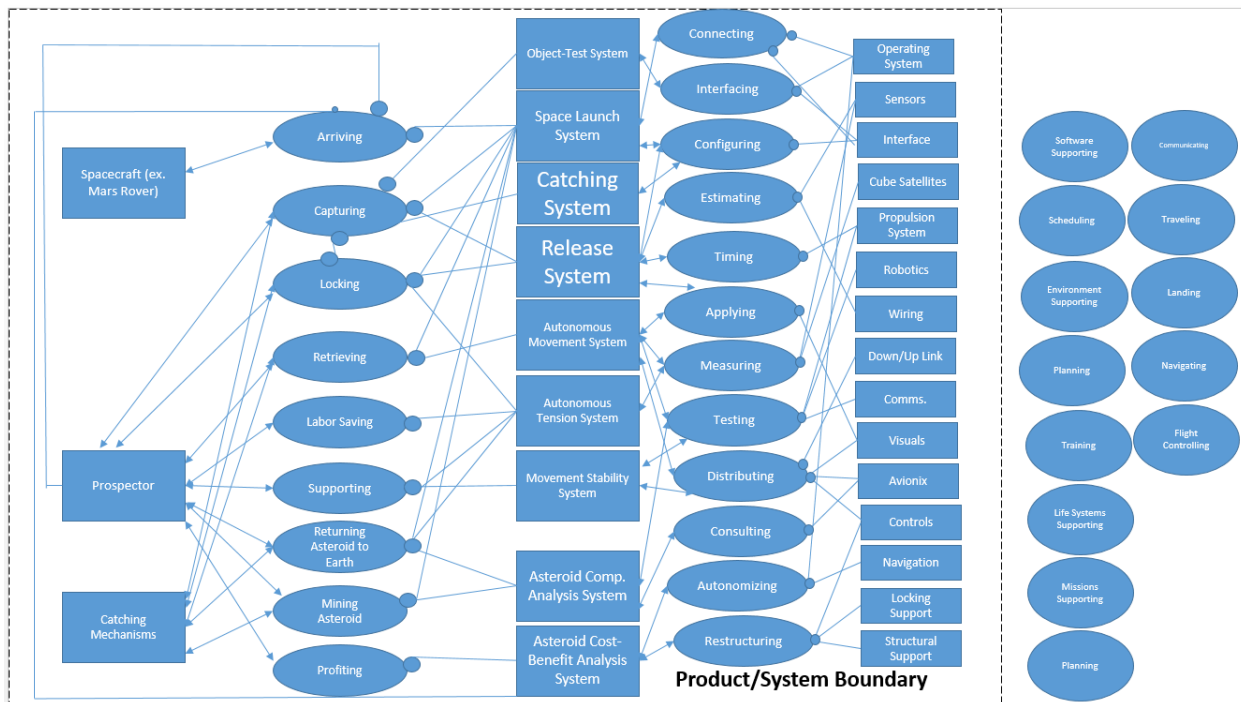 Spacecraft (ex.
Mars Rover)
Prospector
Catching
Mechanisms
Arriving
Capturing
Locking
Retrieving
Labor Saving
Supporting
Returning
Asteroid to
Earth
Mining
Asteroid
Profiting
Object-Test System
Space Launch
System
Catching
System
Release
System
Autonomous
Movement System
Autonomous
Tension System
Movement Stability
System
Asteroid Comp.
Analysis System
Asteroid Cost-
Benefit Analysis
System
Connecting
Interfacing
Configuring
Estimating
Timing
Applying
Measuring
Testing
Distributing
Consulting
Autonomizing
Restructuring
Operating
System
Sensors
Interface
Cube Satellites
Propulsion
System
Robotics
Wiring
Down/Up Link
Comms.
Visuals
Avionix
Controls
Navigation
Locking
Support
Structural
Support
Product/System Boundary
Software
Supporting
Scheduling
Environment
Supporting
Planning
Training
Life Systems
Supporting
Missions
Supporting
Planning
Communicating
Traveling
Landing
Navigating
Flight
Controlling